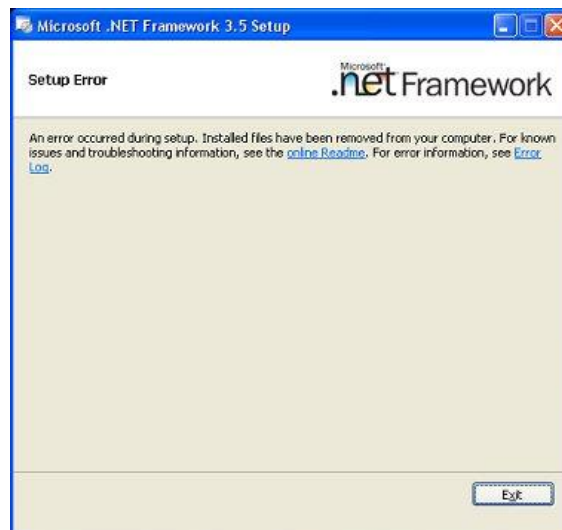 Microsoft .NET Framework 3.5 Setup
Setup Error
Microsoft
.net Framework
An error occurred during setup. Installed files have been removed from your computer. For known
issues and troubleshooting information, see the online Readme. For error information, see Error
Log.
Exit